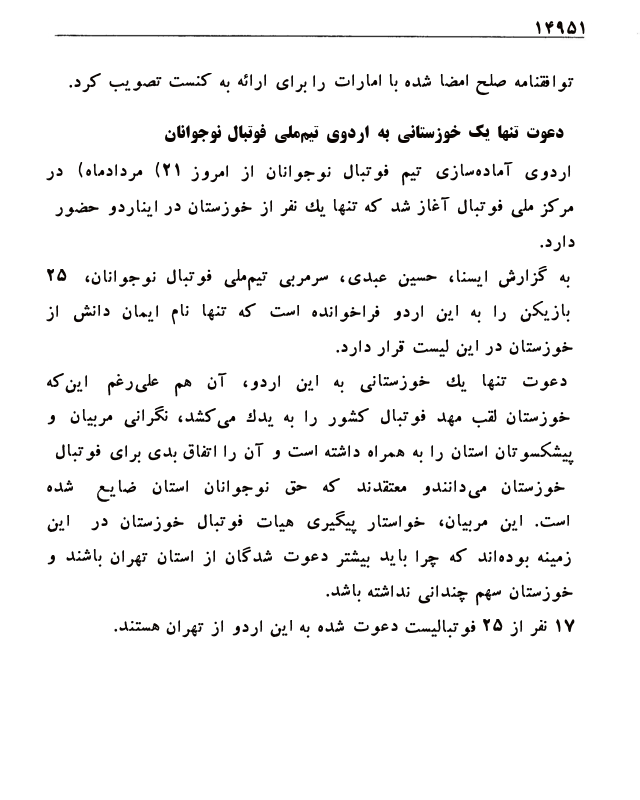 ۱۴۹۵۱
توافقنامه صلح امضا شده با امارات را برای ارائه به کنست تصویب کرد.
دعوت تنها یک خوزستانی به اردوی تیم‌ملی فوتبال نوجوانان
اردوی آماده‌سازی تیم فوتبال نوجوانان از امروز ۲۱) مردادماه) در
مرکز ملی فوتبال آغاز شد که تنها یك نفر از خوزستان در ایناردو حضور
دارد.
به گزارش ایسنا، حسین عبدی، سرمربی تیم‌ملی فوتبال نوجوانان، ۲۵
بازیکن را به این اردو فراخوانده است که تنها نام ایمان دانش از
خوزستان در این لیست قرار دارد.
دعوت تنها یك خوزستانی به این اردو، آن هم علی‌رغم این‌که
خوزستان لقب مهد فوتبال کشور را به یدك می‌کشد، نگرانی مربیان و
پیشکسوتان استان را به همراه داشته است و آن را اتفاق بدی برای فوتبال
خوزستان می‌دانندو معتقدند که حق نوجوانان استان ضایع شده
است. این مربیان، خواستار پیگیری هیات فوتبال خوزستان در این
زمینه بوده‌اند که چرا باید بیشتر دعوت شدگان از استان تهران باشند و
خوزستان سهم چندانی نداشته باشد.
۱۷ نفر از ۲۵ فوتبالیست دعوت شده به این اردو از تهران هستند.